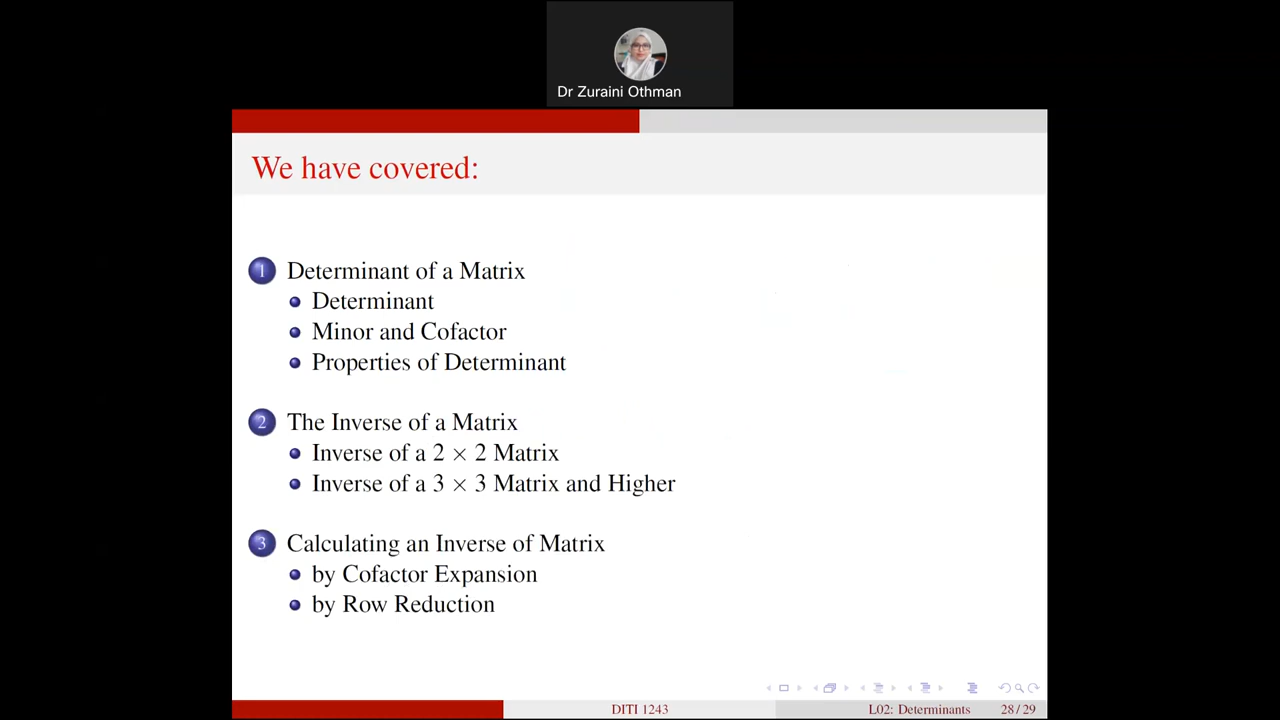 Dr Zuraini Othman
We have covered:
1 Determinant of a Matrix
Determinant
Minor and Cofactor
Properties of Determinant
2 The Inverse of a Matrix
Inverse of a 2 × 2 Matrix
Inverse of a 3 × 3 Matrix and Higher
3 Calculating an Inverse of Matrix
by Cofactor Expansion
by Row Reduction
DITI 1243 L02: Determinants 28 / 29